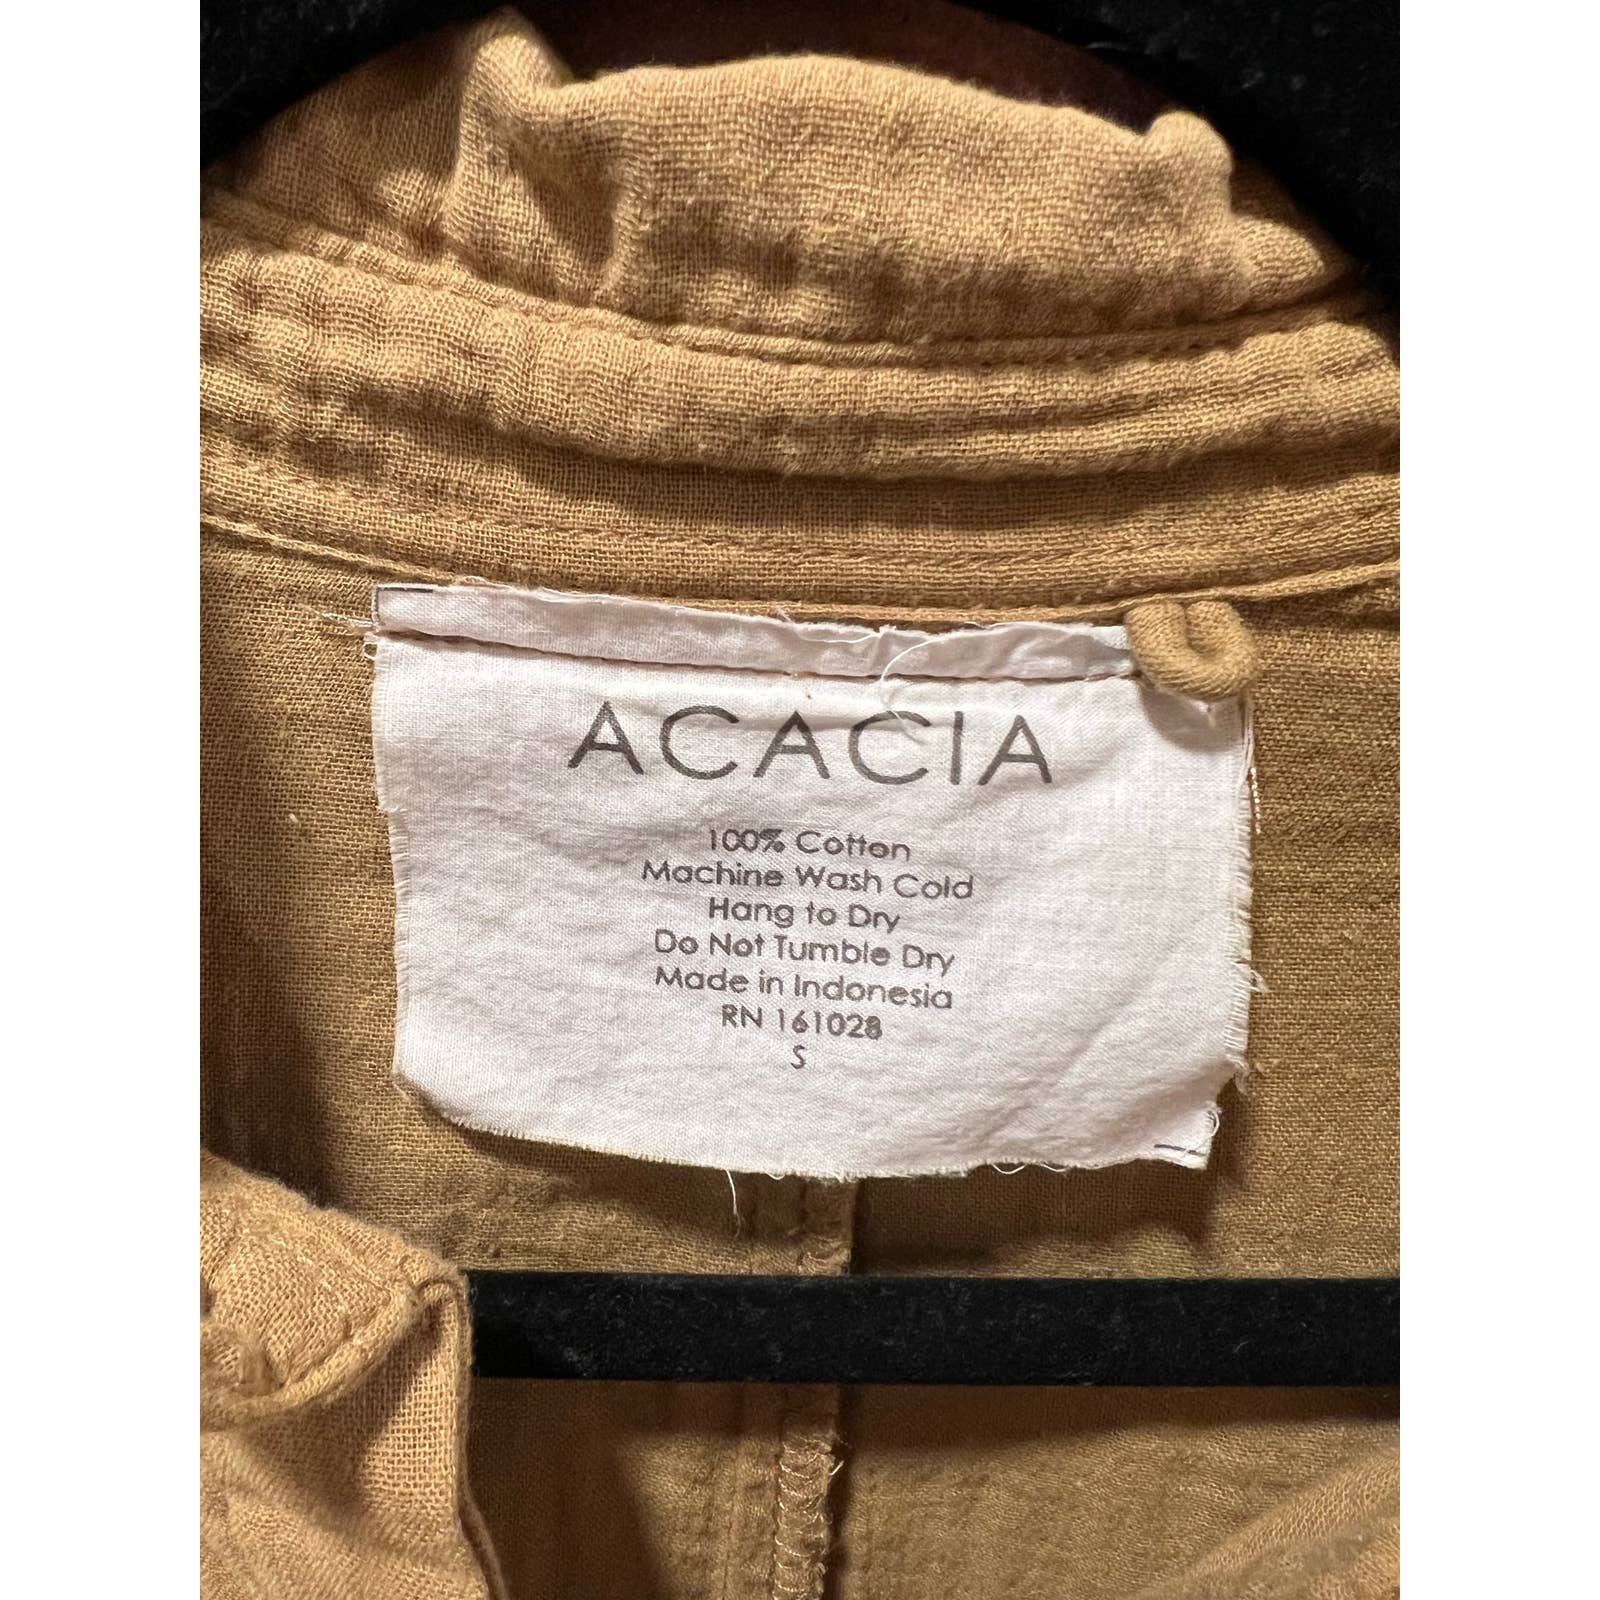 ACACIA
100% Cotton
Machine Wash Cold
Hang to Dry
Do Not Tumble Dry
Made in Indonesia
RN 161028
S